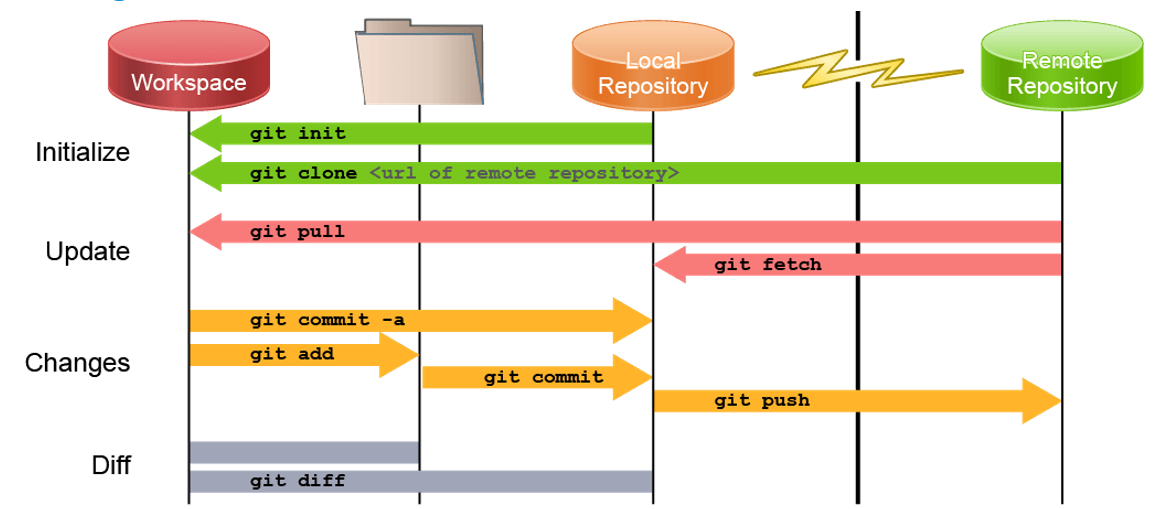 Workspace
Local
Repository
Remote
Repository
Initialize
git init
git clone <url of remote repository>
Update
git pull
git fetch
Changes
git commit -a
git add
git commit
git push
Diff
git diff